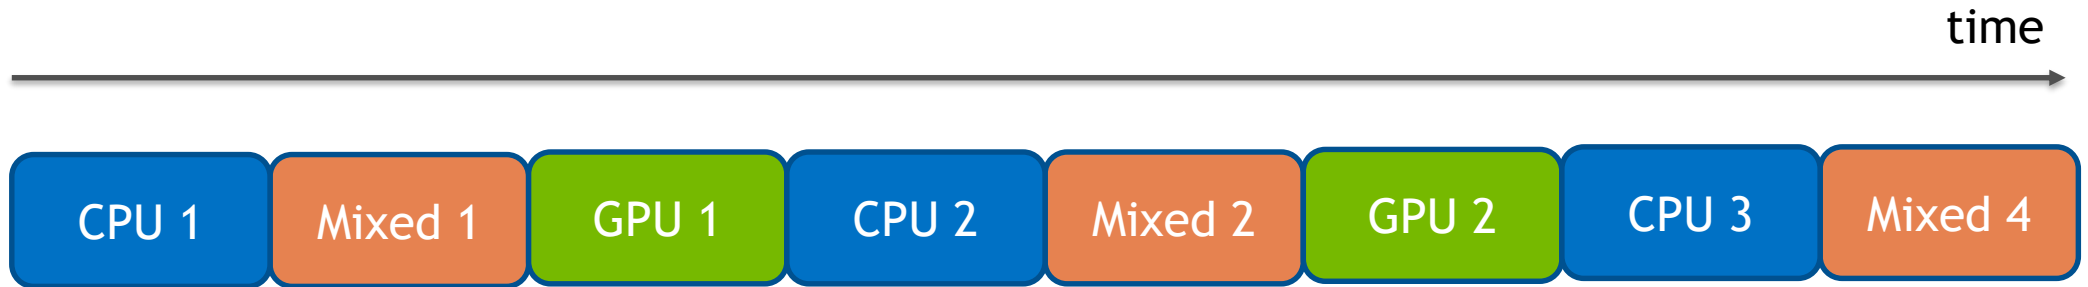 time
CPU 1 Mixed 1 GPU 1 CPU 2 Mixed 2 GPU 2 CPU 3 Mixed 4